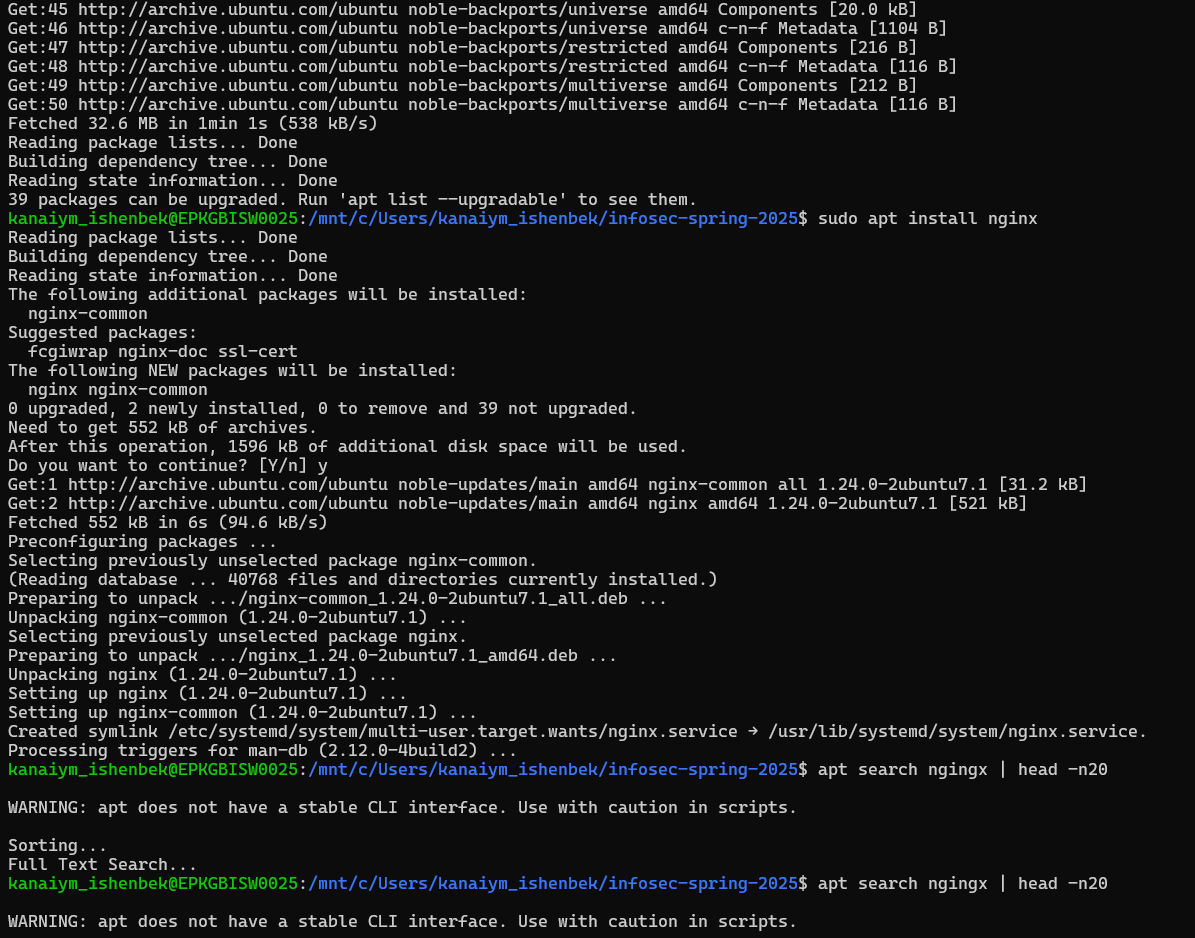 Get:45 http://archive.ubuntu.com/ubuntu noble-backports/universe amd64 Components [20.0 kB]
Get:46 http://archive.ubuntu.com/ubuntu noble-backports/universe amd64 c-n-f Metadata [1104 B]
Get:47 http://archive.ubuntu.com/ubuntu noble-backports/restricted amd64 Components [216 B]
Get:48 http://archive.ubuntu.com/ubuntu noble-backports/restricted amd64 c-n-f Metadata [116 B]
Get:49 http://archive.ubuntu.com/ubuntu noble-backports/multiverse amd64 Components [212 B]
Get:50 http://archive.ubuntu.com/ubuntu noble-backports/multiverse amd64 c-n-f Metadata [116 B]
Fetched 32.6 MB in 1min 1s (538 kB/s)
Reading package lists... Done
Building dependency tree... Done
Reading state information... Done
39 packages can be upgraded. Run 'apt list --upgradable' to see them.
kanaiym_ishenbek@EPKGBISW0025:/mnt/c/Users/kanaiym_ishenbek/infosec-spring-2025$ sudo apt install nginx
Reading package lists... Done
Building dependency tree... Done
Reading state information... Done
The following additional packages will be installed:
  nginx-common
Suggested packages:
  fcgiwrap nginx-doc ssl-cert
The following NEW packages will be installed:
  nginx nginx-common
0 upgraded, 2 newly installed, 0 to remove and 39 not upgraded.
Need to get 552 kB of archives.
After this operation, 1596 kB of additional disk space will be used.
Do you want to continue? [Y/n] y
Get:1 http://archive.ubuntu.com/ubuntu noble-updates/main amd64 nginx-common all 1.24.0-2ubuntu7.1 [31.2 kB]
Get:2 http://archive.ubuntu.com/ubuntu noble-updates/main amd64 nginx amd64 1.24.0-2ubuntu7.1 [521 kB]
Fetched 552 kB in 6s (94.6 kB/s)
Preconfiguring packages ...
Selecting previously unselected package nginx-common.
(Reading database ... 40768 files and directories currently installed.)
Preparing to unpack .../nginx-common_1.24.0-2ubuntu7.1_all.deb ...
Unpacking nginx-common (1.24.0-2ubuntu7.1) ...
Selecting previously unselected package nginx.
Preparing to unpack .../nginx_1.24.0-2ubuntu7.1_amd64.deb ...
Unpacking nginx (1.24.0-2ubuntu7.1) ...
Setting up nginx (1.24.0-2ubuntu7.1) ...
Setting up nginx-common (1.24.0-2ubuntu7.1) ...
Created symlink /etc/systemd/system/multi-user.target.wants/nginx.service → /usr/lib/systemd/system/nginx.service.
Processing triggers for man-db (2.12.0-4build2) ...
kanaiym_ishenbek@EPKGBISW0025:/mnt/c/Users/kanaiym_ishenbek/infosec-spring-2025$ apt search ngingx | head -n20
WARNING: apt does not have a stable CLI interface. Use with caution in scripts.
Sorting...
Full Text Search...
kanaiym_ishenbek@EPKGBISW0025:/mnt/c/Users/kanaiym_ishenbek/infosec-spring-2025$ apt search ngingx | head -n20
WARNING: apt does not have a stable CLI interface. Use with caution in scripts.